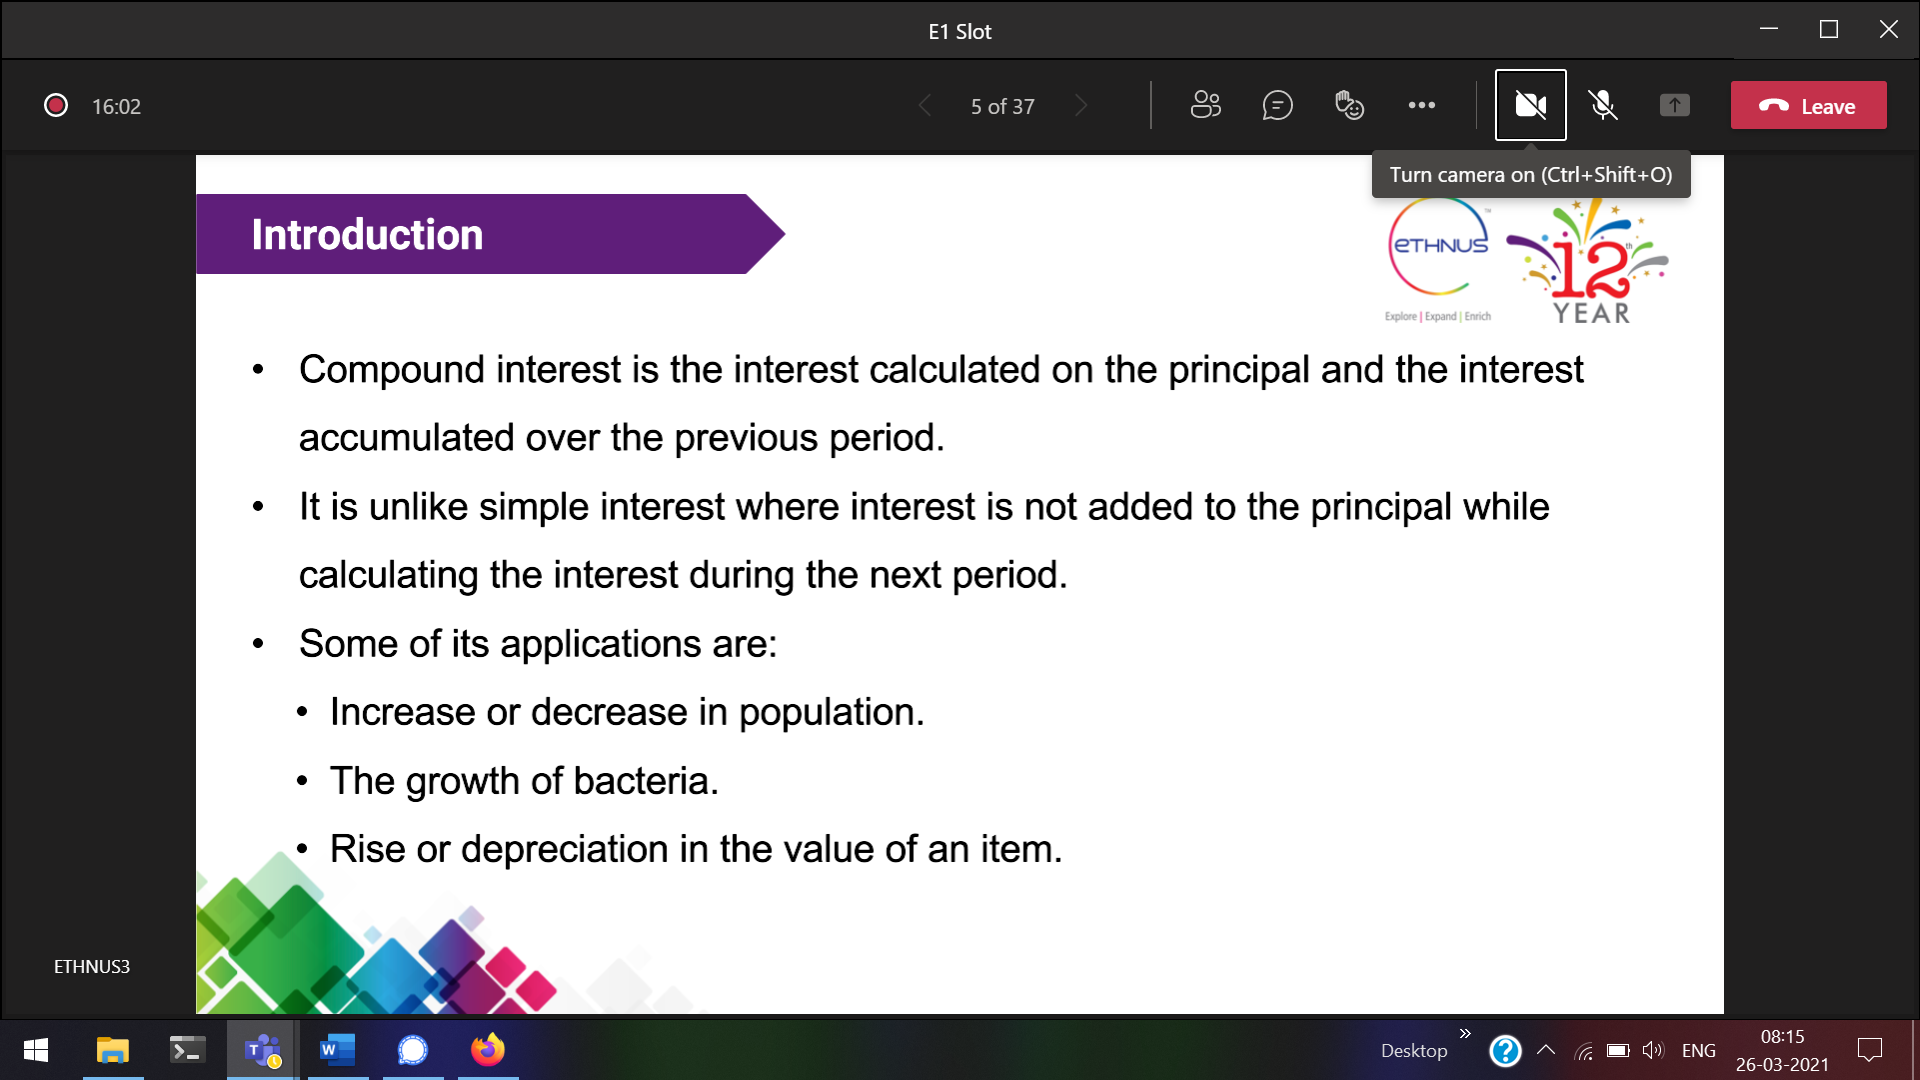 E1 Slot
16:02
5 of 37
Leave
Turn camera on (Ctrl+Shift+O)
Introduction
eTHNUS ™
12th
Explore | Expand | Enrich
YEAR
• Compound interest is the interest calculated on the principal and the interest
accumulated over the previous period.
• It is unlike simple interest where interest is not added to the principal while
calculating the interest during the next period.
• Some of its applications are:
• Increase or decrease in population.
• The growth of bacteria.
• Rise or depreciation in the value of an item.
ETHNUS3
Desktop
ENG
08:15
26-03-2021